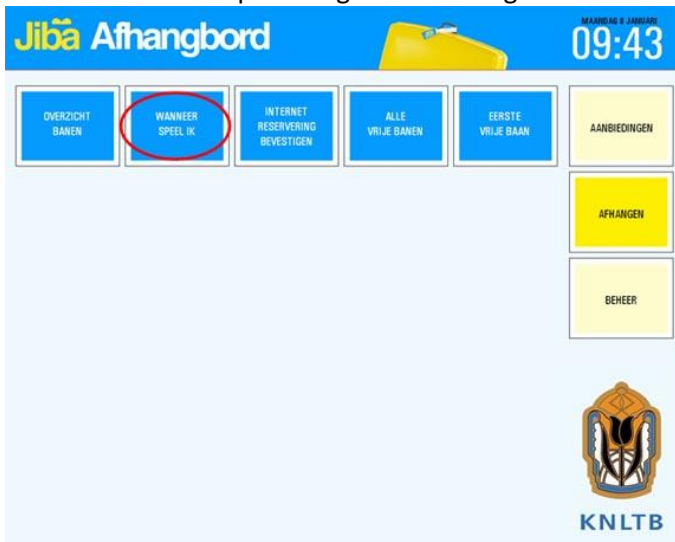 Jiba Afhangbord
MAANDAG 8 JANUARI
09:43
OVERZICHT
BANEN
WANNEER
SPEEL IK
INTERNET
RESERVERING
BEVESTIGEN
ALLE
VRIJE BANEN
EERSTE
VRIJE BAAN
AANBIEDINGEN
AFHANGEN
BEHEER
KNLTB